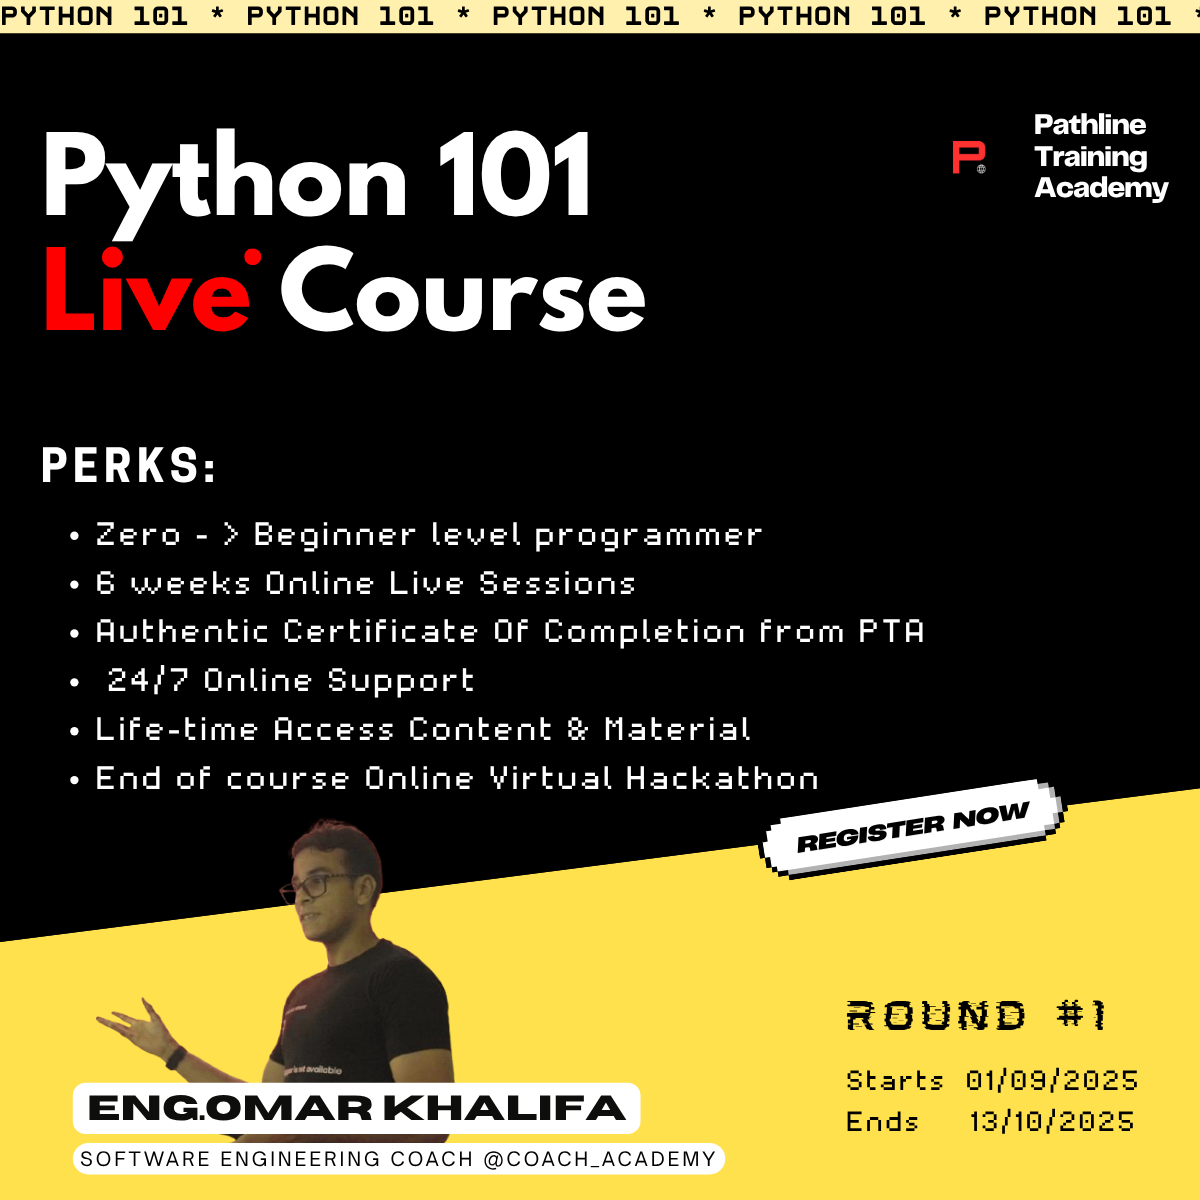 PYTHON 101 * PYTHON 101 * PYTHON 101 * PYTHON 101 * PYTHON 101 *
Python 101
Live Course
P
Pathline
Training
Academy
PERKS:
• Zero - > Beginner level programmer
• 6 weeks Online Live Sessions
• Authentic Certificate Of Completion from PTA
• 24/7 Online Support
• Life-time Access Content & Material
• End of course Online Virtual Hackathon
REGISTER NOW
is not available
ROUND #1
Starts 01/09/2025
Ends 13/10/2025
ENG.OMAR KHALIFA
SOFTWARE ENGINEERING COACH @COACH_ACADEMY